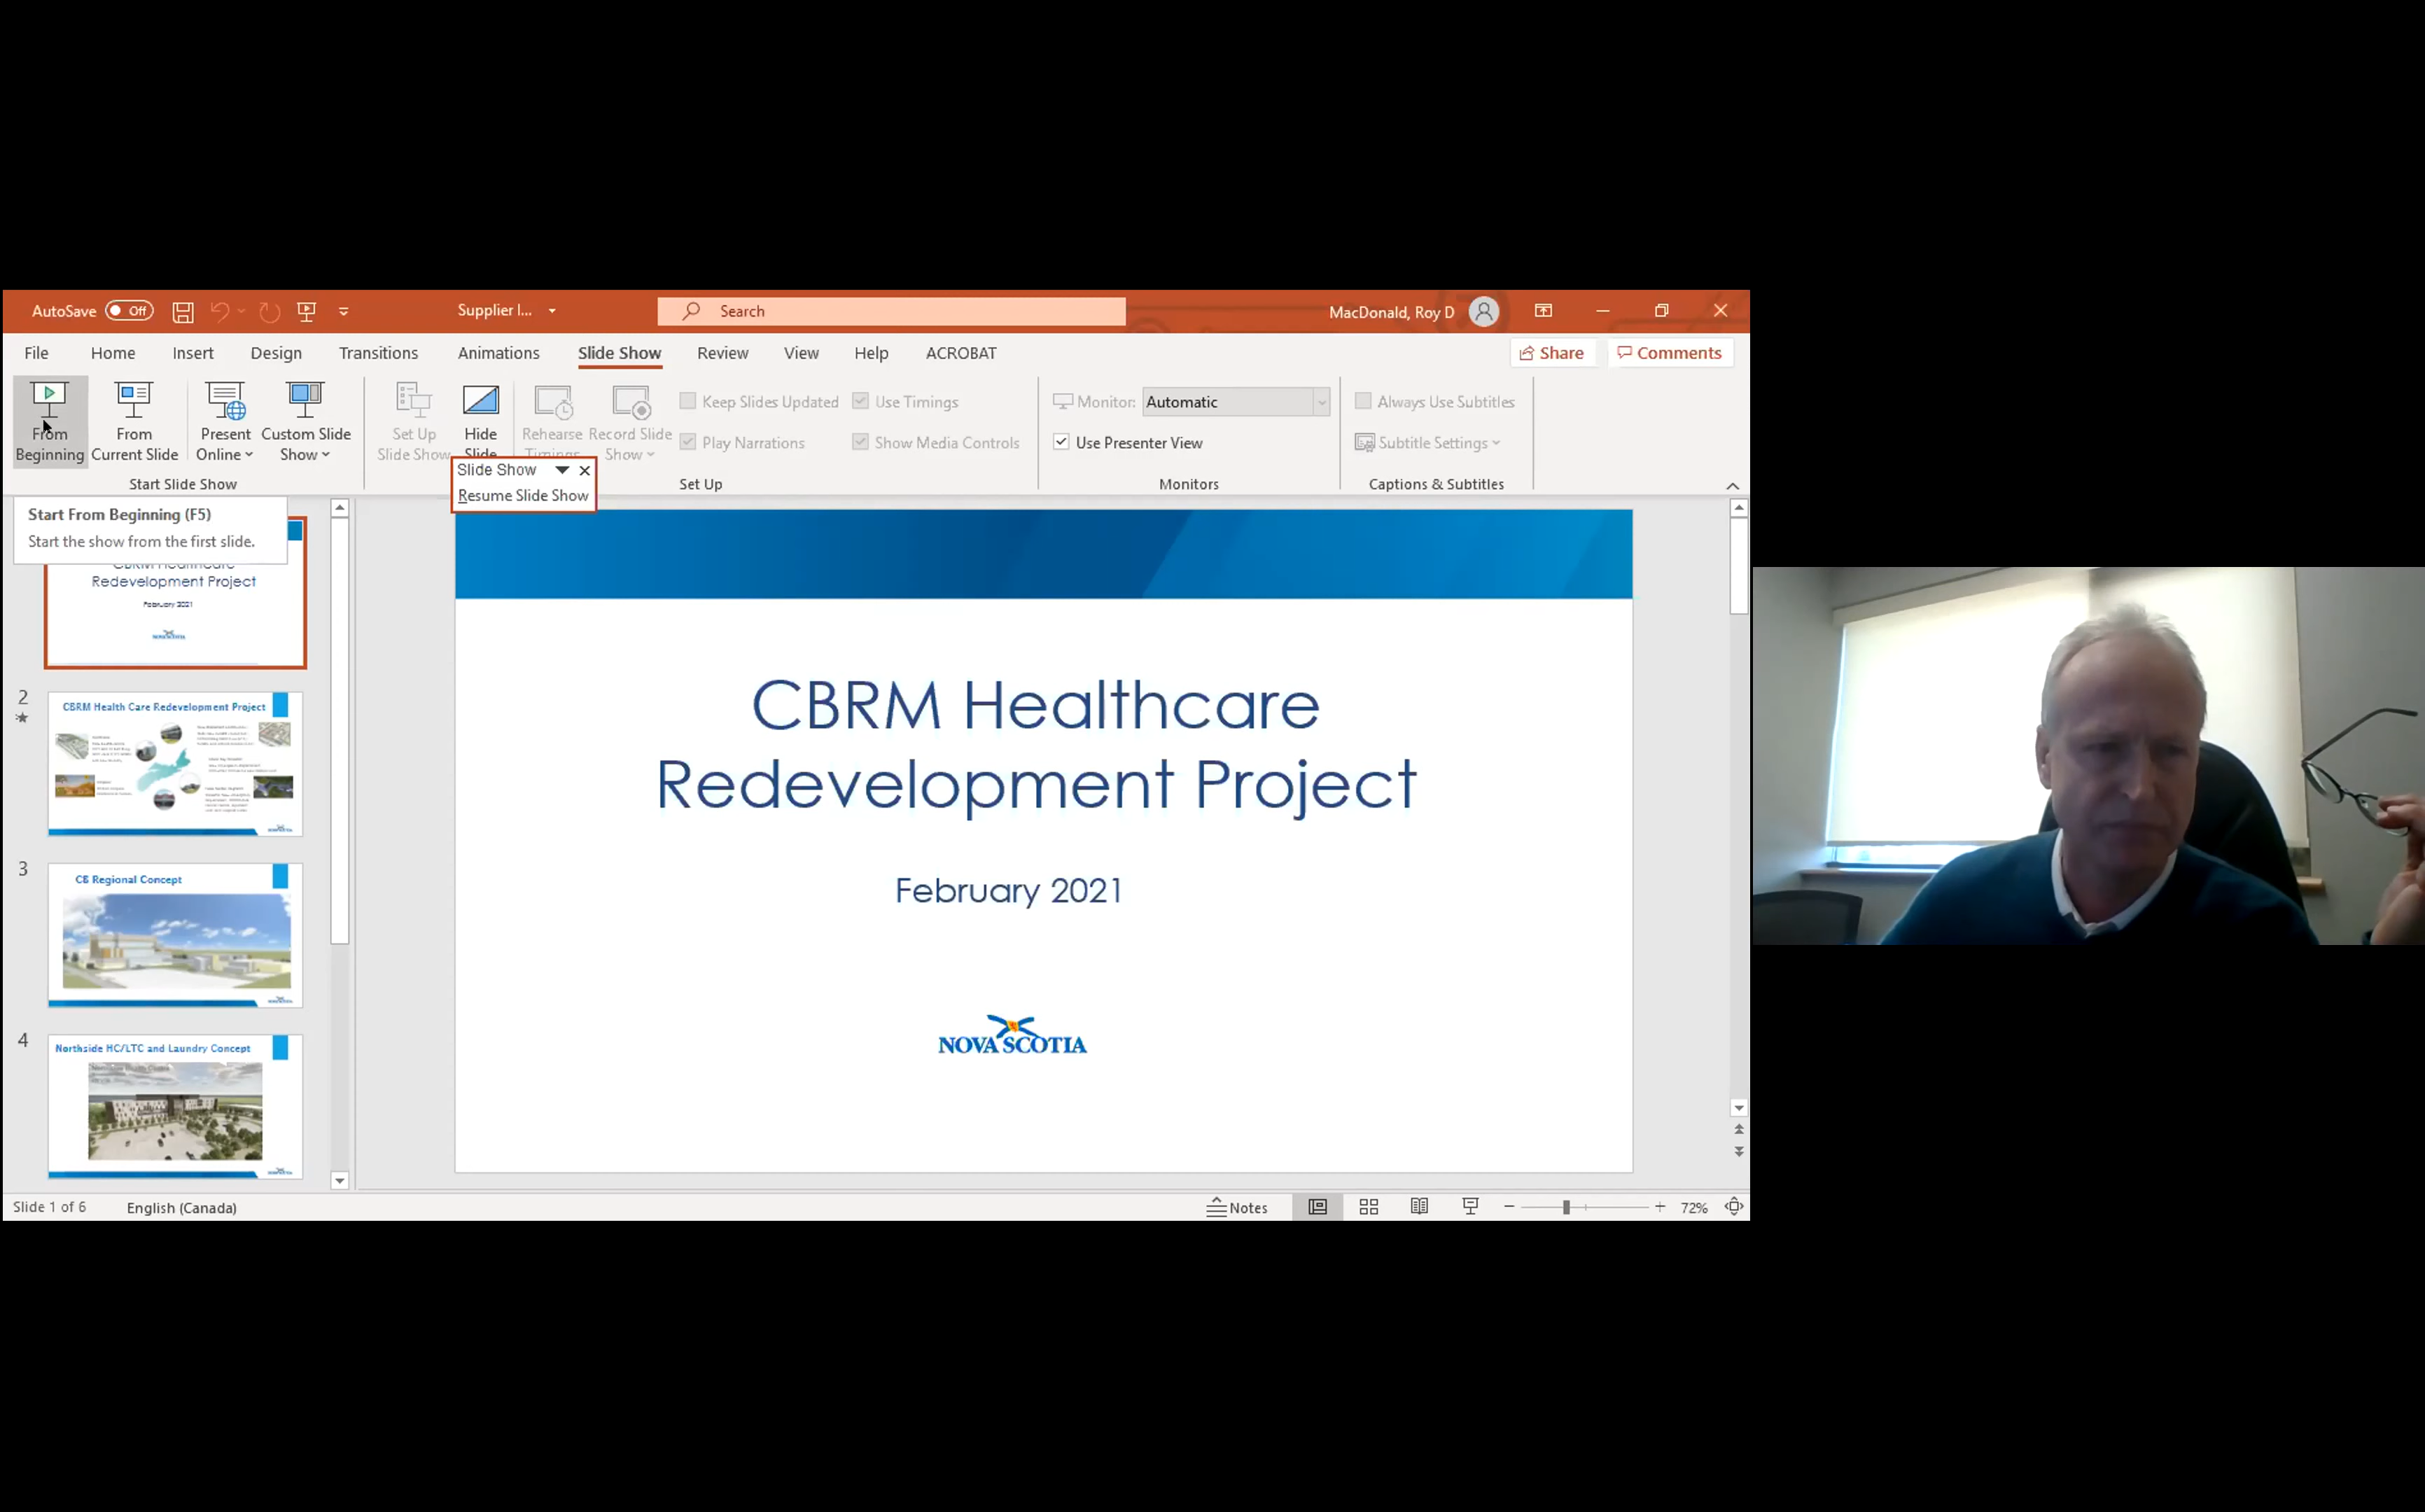 AutoSave Off Supplier I... Search MacDonald, Roy D
File Home Insert Design Transitions Animations Slide Show Review View Help ACROBAT Share Comments
From Beginning
From Current Slide
Present Online
Custom Slide Show
Start Slide Show
Set Up Slide Show
Hide Slide
Rehearse Timings
Record Slide Show
Keep Slides Updated
Play Narrations
Use Timings
Show Media Controls
Set Up
Monitor: Automatic
Use Presenter View
Monitors
Always Use Subtitles
Subtitle Settings
Captions & Subtitles
Slide Show
Resume Slide Show
Start From Beginning (F5)
Start the show from the first slide.
CBRM Healthcare
Redevelopment Project
February 2021
NOVA SCOTIA
2
CBRM Health Care Redevelopment Project
3
CB Regional Concept
4
Northside HC/LTC and Laundry Concept
CBRM Healthcare
Redevelopment Project
February 2021
NOVA SCOTIA
Slide 1 of 6 English (Canada) Notes 72%